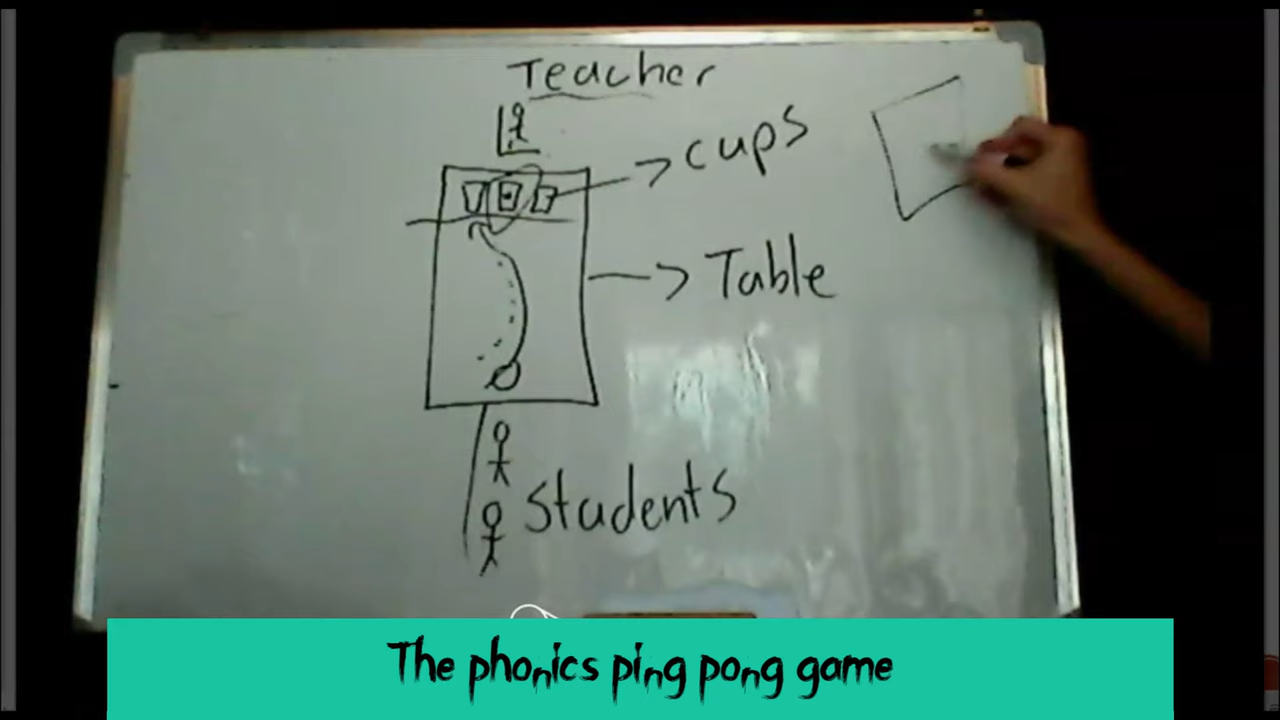 Teacher
cups
Table
Students
The phonics ping pong game